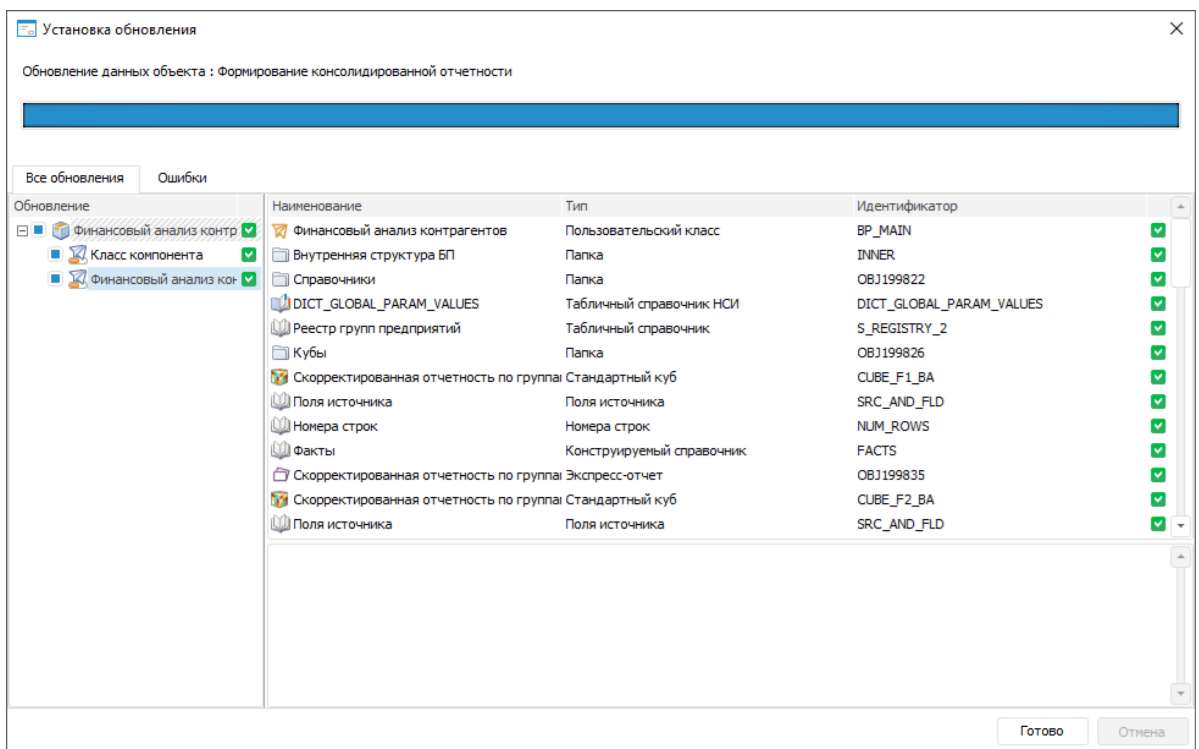 Установка обновления
Обновление данных объекта : Формирование консолидированной отчетности
Все обновления Ошибки
Обновление
Финансовый анализ контр
Класс компонента
Финансовый анализ кон
Наименование Тип Идентификатор
Финансовый анализ контрагентов Пользовательский класс BP_MAIN
Внутренняя структура БП Папка INNER
Справочники Папка OBJ199822
DICT_GLOBAL_PARAM_VALUES Табличный справочник НСИ DICT_GLOBAL_PARAM_VALUES
Реестр групп предприятий Табличный справочник S_REGISTRY_2
Кубы Папка OBJ199826
Скорректированная отчетность по группам Стандартный куб CUBE_F1_BA
Поля источника Поля источника SRC_AND_FLD
Номера строк Номера строк NUM_ROWS
Факты Конструируемый справочник FACTS
Скорректированная отчетность по группам Экспресс-отчет OBJ199835
Скорректированная отчетность по группам Стандартный куб CUBE_F2_BA
Поля источника Поля источника SRC_AND_FLD
Готово Отмена